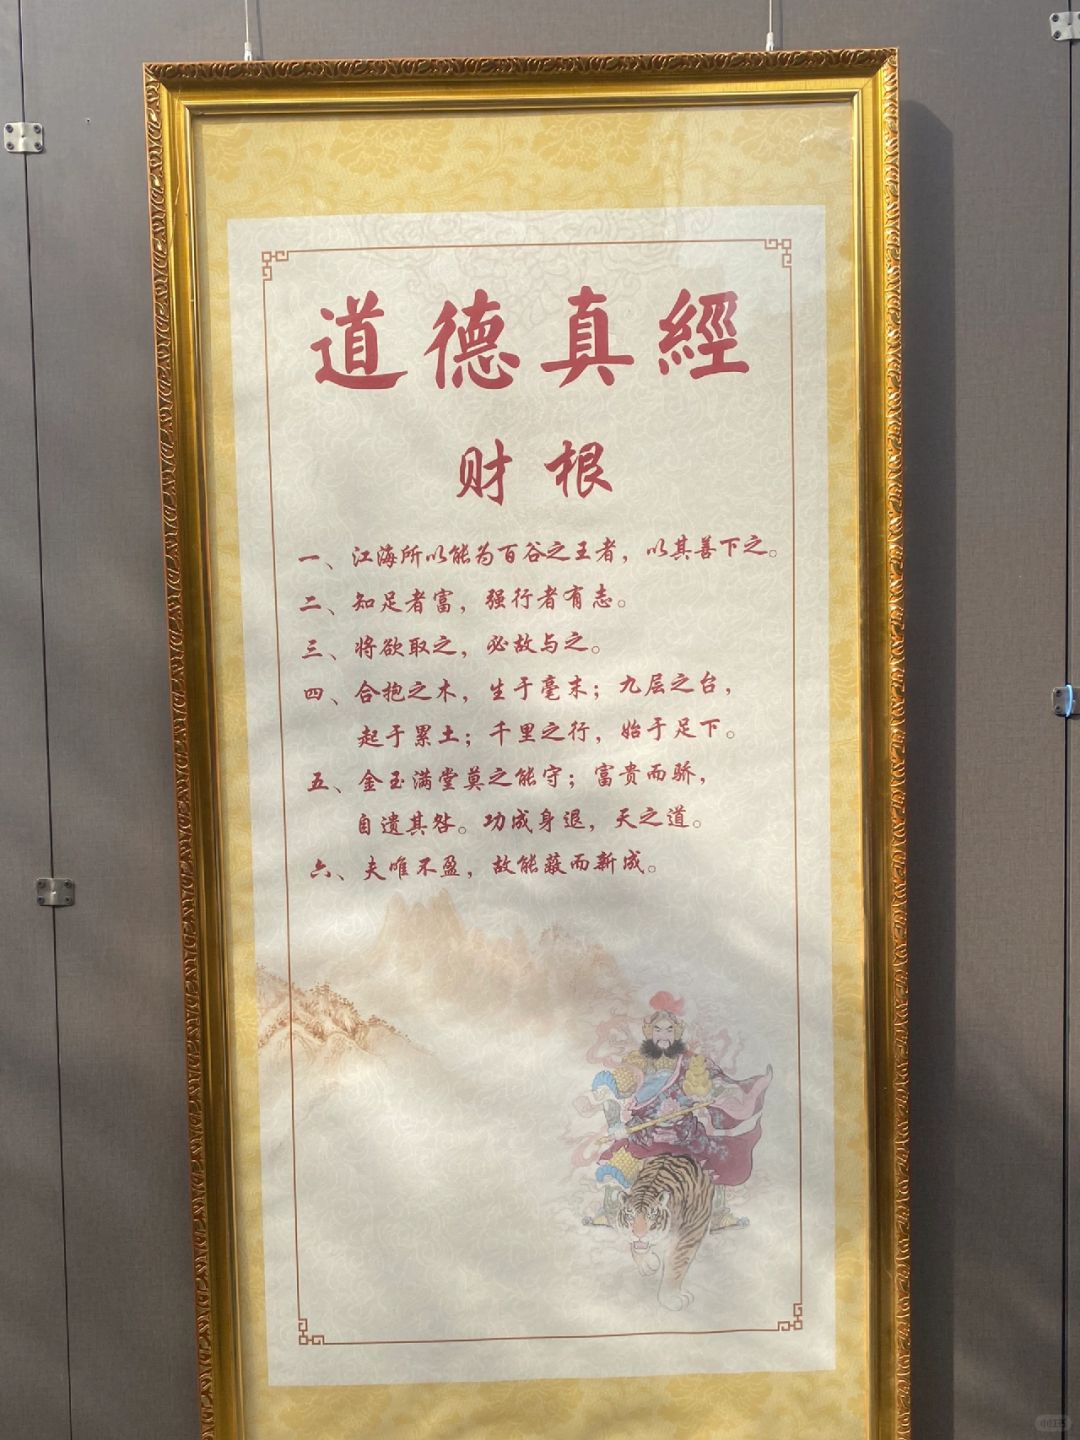 道德真經
财根
一、江海所以能为百谷之王者，以其善下之。
二、知足者富，强行者有志。
三、将欲取之，必故与之。
四、合抱之木，生于毫末；九层之台，
起于累土；千里之行，始于足下。
五、金玉满堂莫之能守；富贵而骄，
自遗其咎。功成身退，天之道。
六、夫唯不盈，故能蔽而新成。